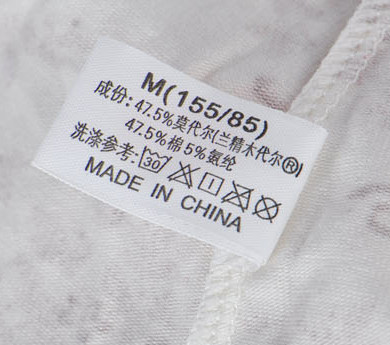 M(155/85)
成份:47.5%莫代尔(兰精木代尔®)
47.5%棉5%氨纶
洗涤参考: 30
MADE IN CHINA